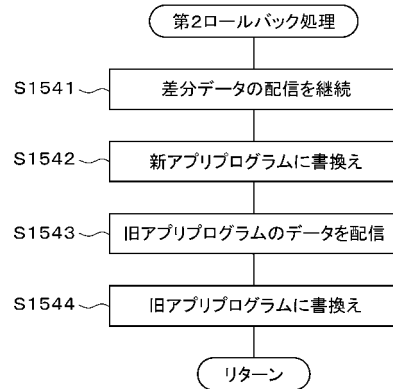 第2ロールバック処理
S1541
差分データの配信を継続
S1542
新アプリプログラムに書換え
S1543
旧アプリプログラムのデータを配信
S1544
旧アプリプログラムに書換え
リターン